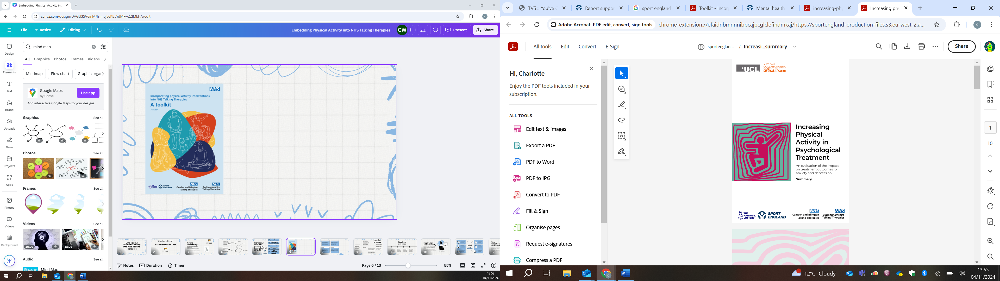 Embedding Physical Activity int
canva.com/design/DAGU3SV6inM/h_mejE6KBaYdMFwZZIMkHA/edit
File
Resize
Editing
Embedding Physical Activity into NHS Talking Therapies
CW
Present
Share
Design
Elements
Text
Brand
Uploads
Draw
Projects
Apps
Photos
Videos
Background
mind map
All
Graphics
Photos
Frames
Videos
Mindmap
Flow chart
Graphic organ
Google Maps
by Canva
Use app
Add interactive Google Maps to your designs.
Graphics
See all
Photos
See all
Frames
See all
Videos
See all
10.0s
18.0s
Audio
See all
Mind Map
NHS
Incorporating physical activity interventions
into NHS Talking Therapies
A toolkit
April 2024
THE NATIONAL LOTTERY
SPORT ENGLAND
NHS
Camden and Islington
Talking Therapies
NHS
Buckinghamshire
Talking Therapies
Embedding
Physical Activity
into NHS Talking
Therapies
1
Charlotte Regan
Health Integration Lead
SPORT
2
Active
Partnerships
3
4
Increasing
Physical
Activity in
Psychological
5
6
7
Ideation
process
8
Ideation
process
9
Inspiration
and creativity
10
Mind
map
11
Final
reflection
future ste
12
Notes
Duration
Timer
Page 6 / 13
55%
13:53
04/11/2024
TVS :: You've
Report suppo
sport england
Toolkit - Incor
Mental health
increasing-ph
Increasing ph
Adobe Acrobat: PDF edit, convert, sign tools
chrome-extension://efaidnbmnnnibpcajpcglclefindmkaj/https://sportengland-production-files.s3.eu-west-2.a...
All tools
Edit
Convert
E-Sign
sportenglan...
/
Increasi...summary
Share
Hi, Charlotte
Enjoy the PDF tools included in your
subscription.
ALL TOOLS
Edit text & images
Export a PDF
PDF to Word
PDF to JPG
Convert to PDF
Fill & Sign
Organise pages
Request e-signatures
Compress a PDF
UCL
NATIONAL
COLLABORATING
CENTRE FOR
MENTAL HEALTH
Increasing
Physical
Activity in
Psychological
Treatment
An evaluation of the impact
on treatment outcomes for
anxiety and depression
Summary
THE NATIONAL LOTTERY
SPORT ENGLAND
NHS
Camden and Islington
Talking Therapies
NHS
Buckinghamshire
Talking Therapies
1
10
12°C Cloudy
13:53
04/11/2024